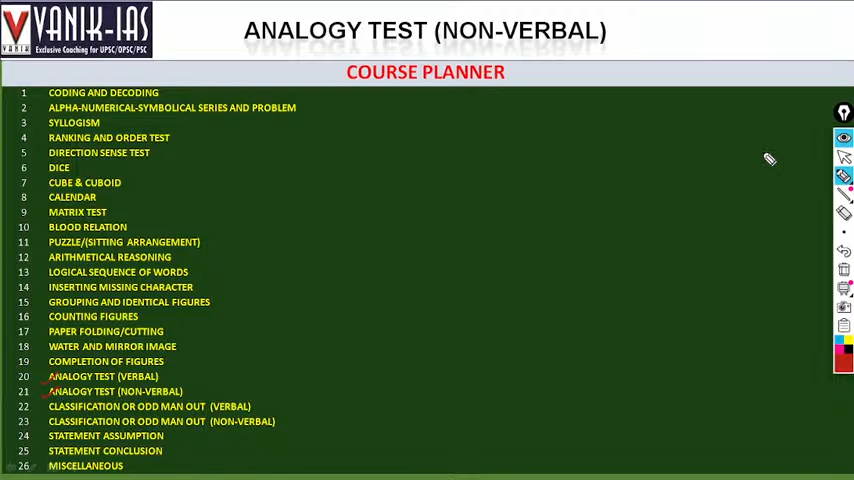 VANIK-IAS
VANIK
Exclusive Coaching for UPSC/OPSC/PSC
ANALOGY TEST (NON-VERBAL)
COURSE PLANNER
1 CODING AND DECODING
2 ALPHA-NUMERICAL-SYMBOLICAL SERIES AND PROBLEM
3 SYLLOGISM
4 RANKING AND ORDER TEST
5 DIRECTION SENSE TEST
6 DICE
7 CUBE & CUBOID
8 CALENDAR
9 MATRIX TEST
10 BLOOD RELATION
11 PUZZLE/(SITTING ARRANGEMENT)
12 ARITHMETICAL REASONING
13 LOGICAL SEQUENCE OF WORDS
14 INSERTING MISSING CHARACTER
15 GROUPING AND IDENTICAL FIGURES
16 COUNTING FIGURES
17 PAPER FOLDING/CUTTING
18 WATER AND MIRROR IMAGE
19 COMPLETION OF FIGURES
20 ANALOGY TEST (VERBAL)
21 ANALOGY TEST (NON-VERBAL)
22 CLASSIFICATION OR ODD MAN OUT (VERBAL)
23 CLASSIFICATION OR ODD MAN OUT (NON-VERBAL)
24 STATEMENT ASSUMPTION
25 STATEMENT CONCLUSION
26 MISCELLANEOUS